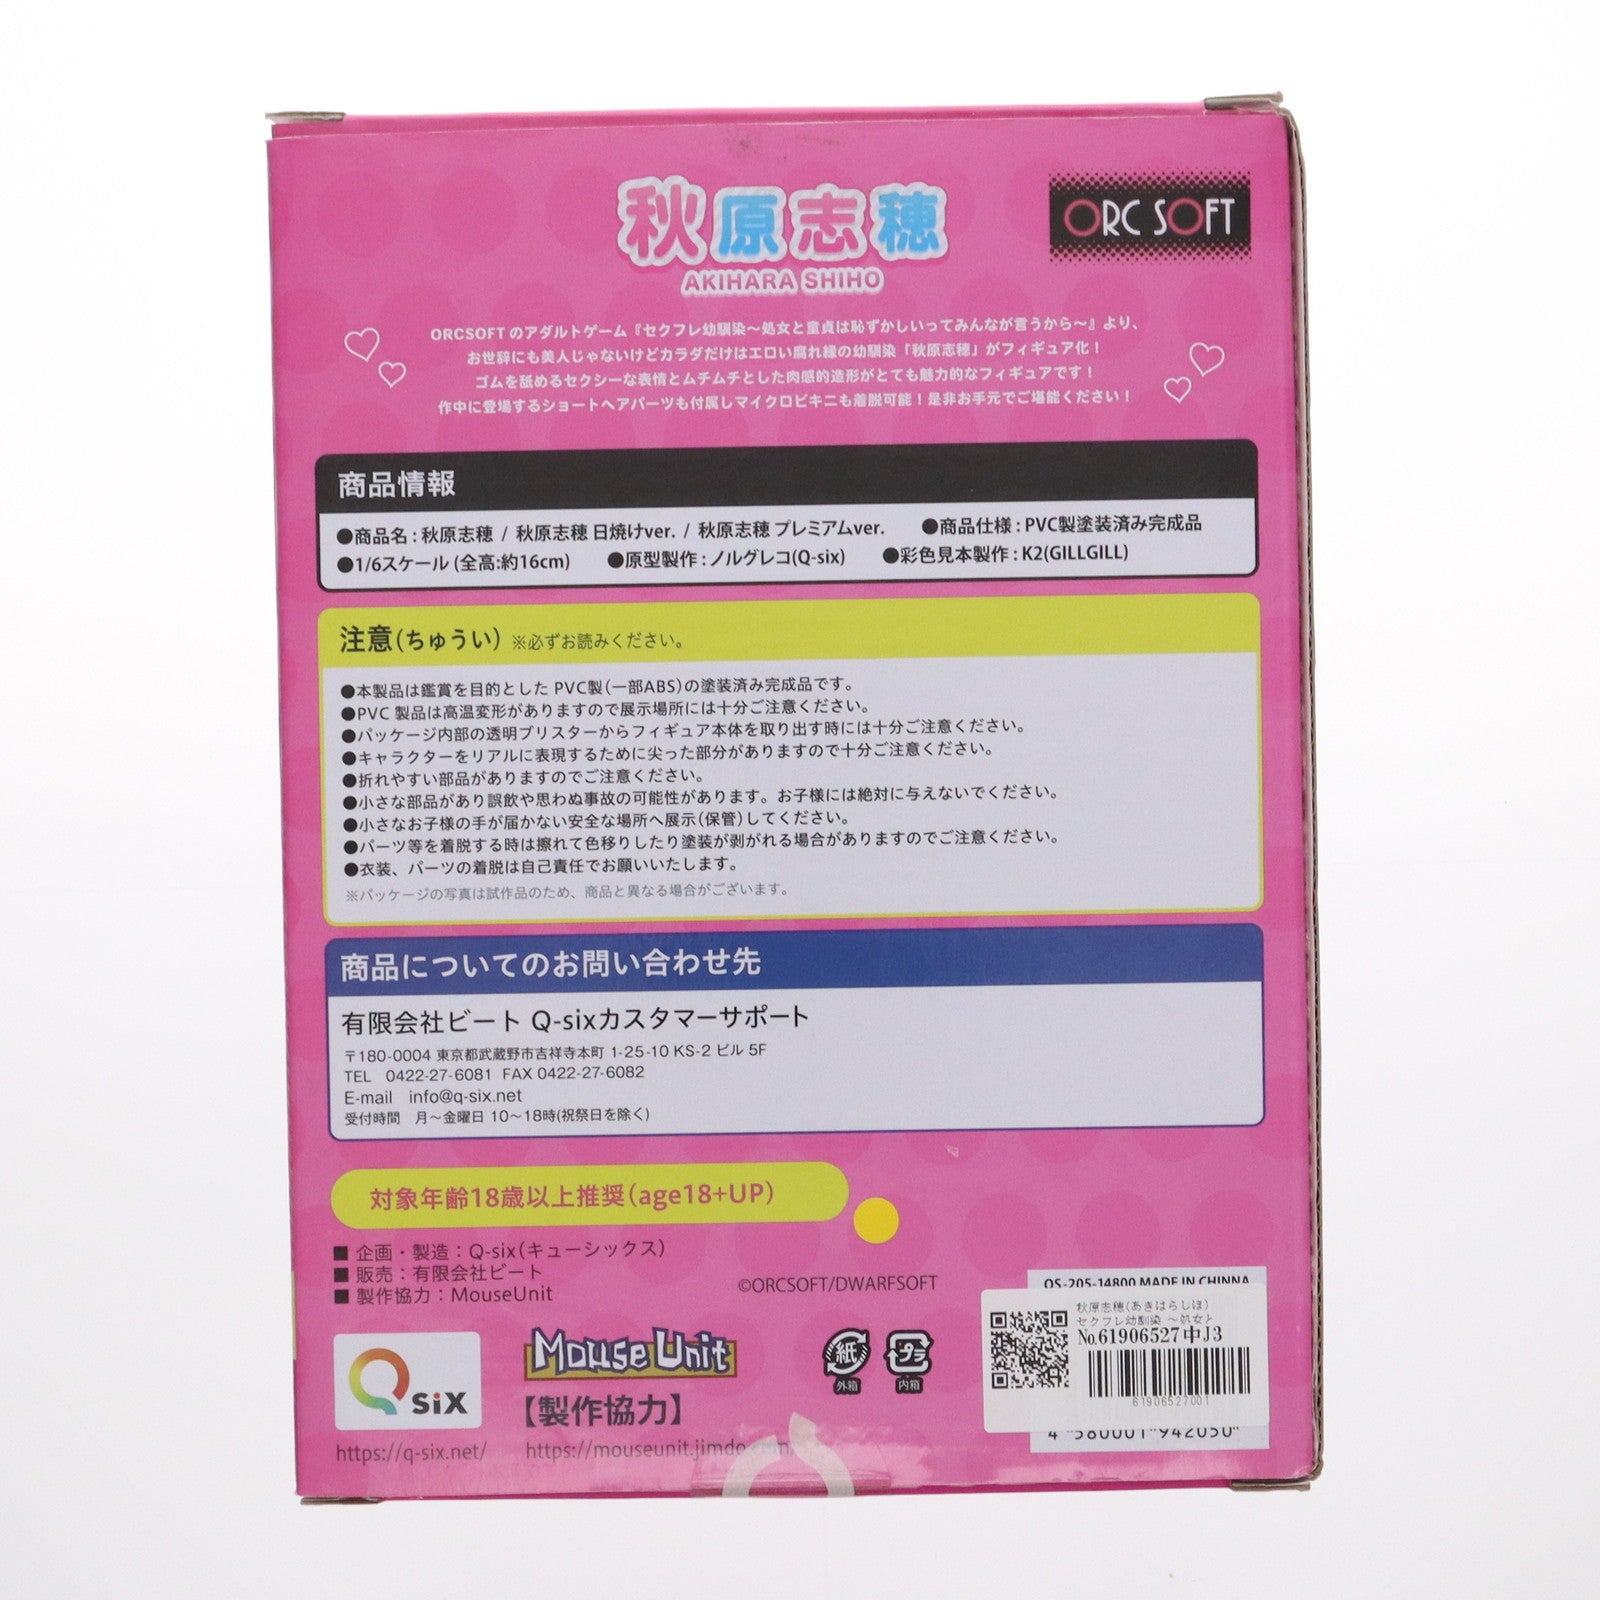 秋原志穂
AKIHARA SHIHO
ORC SOFT
ORCSOFT のアダルトゲーム『セクフレ幼馴染〜処女と童貞は恥ずかしいってみんなが言うから〜』より、
お世辞にも美人じゃないけどカラダだけはエロい腐れ縁の幼馴染「秋原志穂」がフィギュア化！
ゴムを舐めるセクシーな表情とムチムチとした肉感的造形がとても魅力的なフィギュアです！
作中に登場するショートヘアパーツも付属しマイクロビキニも着脱可能！是非お手元でご堪能ください！
商品情報
●商品名：秋原志穂 / 秋原志穂 日焼けver. / 秋原志穂 プレミアムver. ●商品仕様：PVC製塗装済み完成品
●1/6スケール (全高:約16cm) ●原型製作：ノルグレコ(Q-six) ●彩色見本製作：K2(GILLGILL)
注意(ちゅうい) ※必ずお読みください。
●本製品は鑑賞を目的とした PVC製(一部ABS)の塗装済み完成品です。
●PVC 製品は高温変形がありますので展示場所には十分ご注意ください。
●パッケージ内部の透明ブリスターからフィギュア本体を取り出す時には十分ご注意ください。
●キャラクターをリアルに表現するために尖った部分がありますので十分ご注意ください。
●折れやすい部品がありますのでご注意ください。
●小さな部品があり誤飲や思わぬ事故の可能性があります。お子様には絶対に与えないでください。
●小さなお子様の手が届かない安全な場所へ展示(保管)してください。
●パーツ等を着脱する時は擦れて色移りしたり塗装が剥がれる場合がありますのでご注意ください。
●衣装、パーツの着脱は自己責任でお願いいたします。
※パッケージの写真は試作品のため、商品と異なる場合がございます。
商品についてのお問い合わせ先
有限会社ビート Q-sixカスタマーサポート
〒180-0004 東京都武蔵野市吉祥寺本町 1-25-10 KS-2 ビル 5F
TEL 0422-27-6081 FAX 0422-27-6082
E-mail info@q-six.net
受付時間 月〜金曜日 10〜18時(祝祭日を除く)
対象年齢18歳以上推奨(age18+UP)
■ 企画・製造：Q-six(キューシックス)
■ 販売：有限会社ビート
■ 製作協力：MouseUnit
©ORCSOFT/DWARFSOFT
QS-205-14800 MADE IN CHINNA
秋原志穂(あきはらしほ)
セクフレ幼馴染 〜処女と
No.61906527中J3
61906527001
4 580001 942050
Q six
https://q-six.net/
Mouse Unit
【製作協力】
https://mouseunit.jimdo
紙
外箱
プラ
内箱